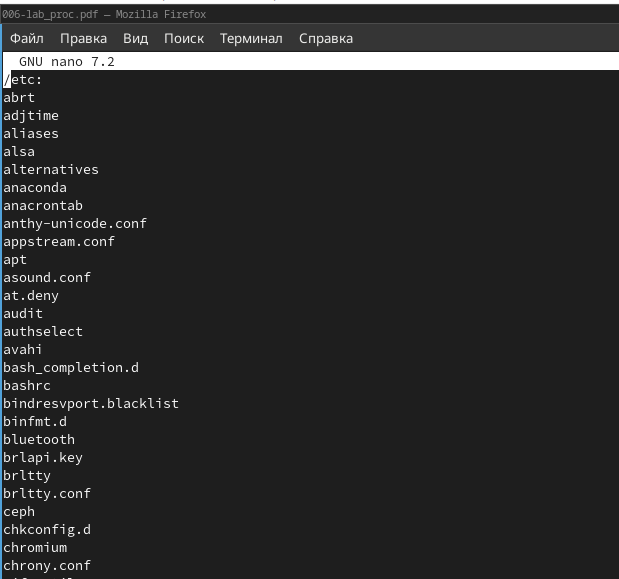 006-lab_proc.pdf — Mozilla Firefox
Файл Правка Вид Поиск Терминал Справка
GNU nano 7.2
/etc:
abrt
adjtime
aliases
alsa
alternatives
anaconda
anacrontab
anthy-unicode.conf
appstream.conf
apt
asound.conf
at.deny
audit
authselect
avahi
bash_completion.d
bashrc
bindresvport.blacklist
binfmt.d
bluetooth
brlapi.key
brltty
brltty.conf
ceph
chkconfig.d
chromium
chrony.conf